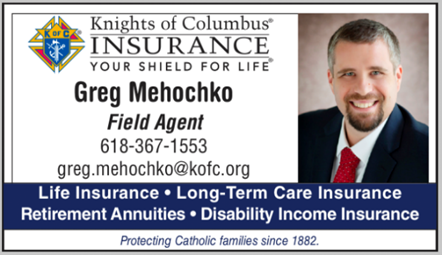 K of C
Knights of Columbus®
INSURANCE
YOUR SHIELD FOR LIFE®
Greg Mehochko
Field Agent
618-367-1553
greg.mehochko@kofc.org
Life Insurance • Long-Term Care Insurance
Retirement Annuities • Disability Income Insurance
Protecting Catholic families since 1882.